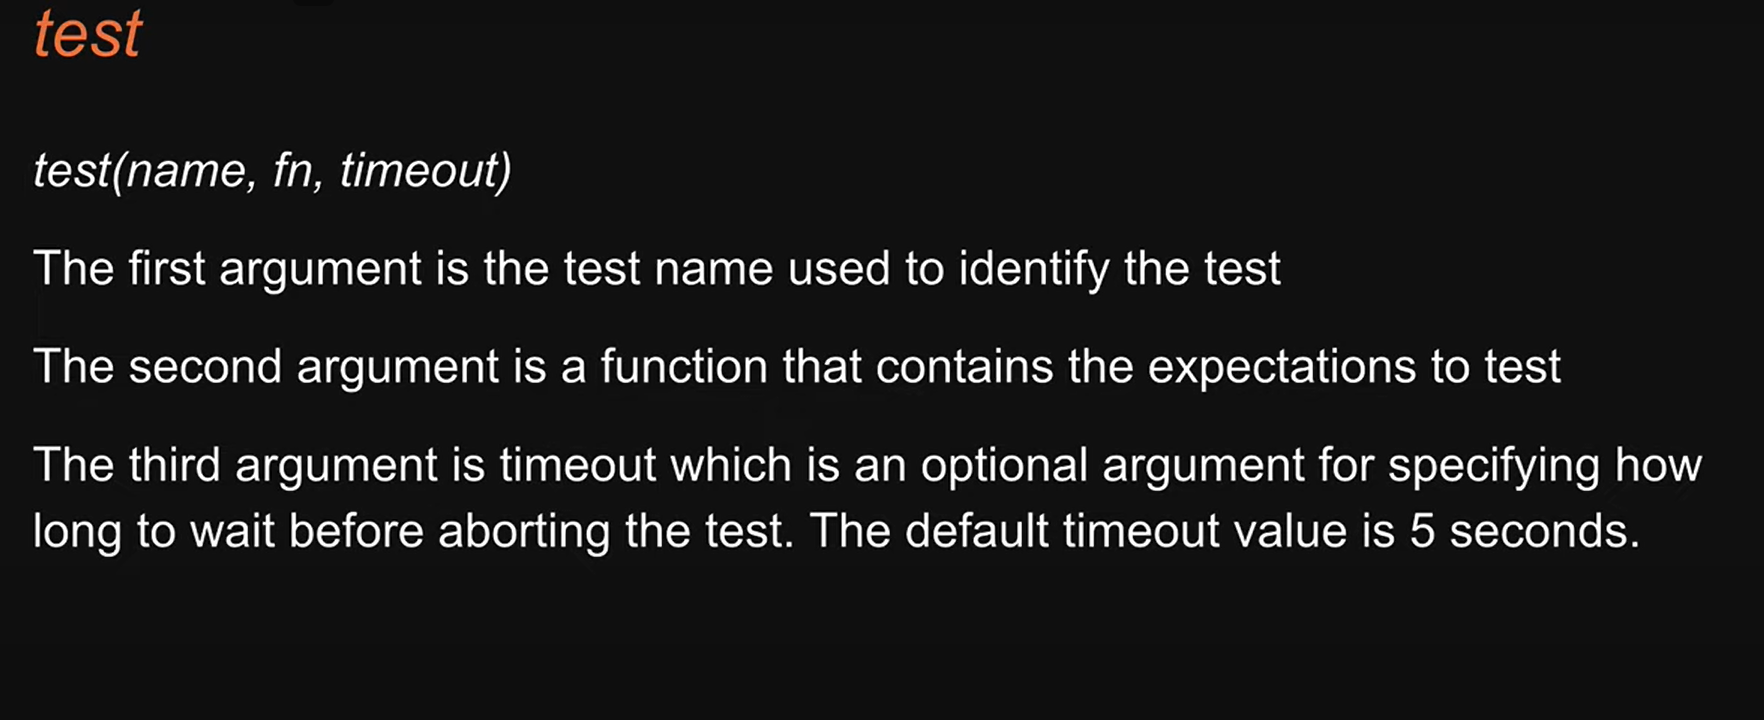 test
test(name, fn, timeout)
The first argument is the test name used to identify the test
The second argument is a function that contains the expectations to test
The third argument is timeout which is an optional argument for specifying how
long to wait before aborting the test. The default timeout value is 5 seconds.